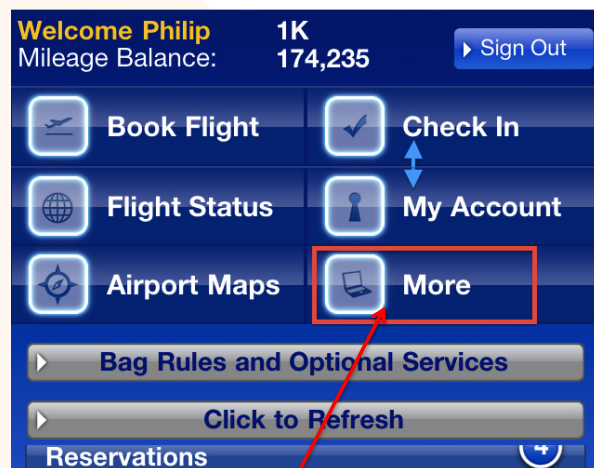 Welcome Philip 1K
Mileage Balance: 174,235
Sign Out
Book Flight
Check In
Flight Status
My Account
Airport Maps
More
Bag Rules and Optional Services
Click to Refresh
Reservations 4